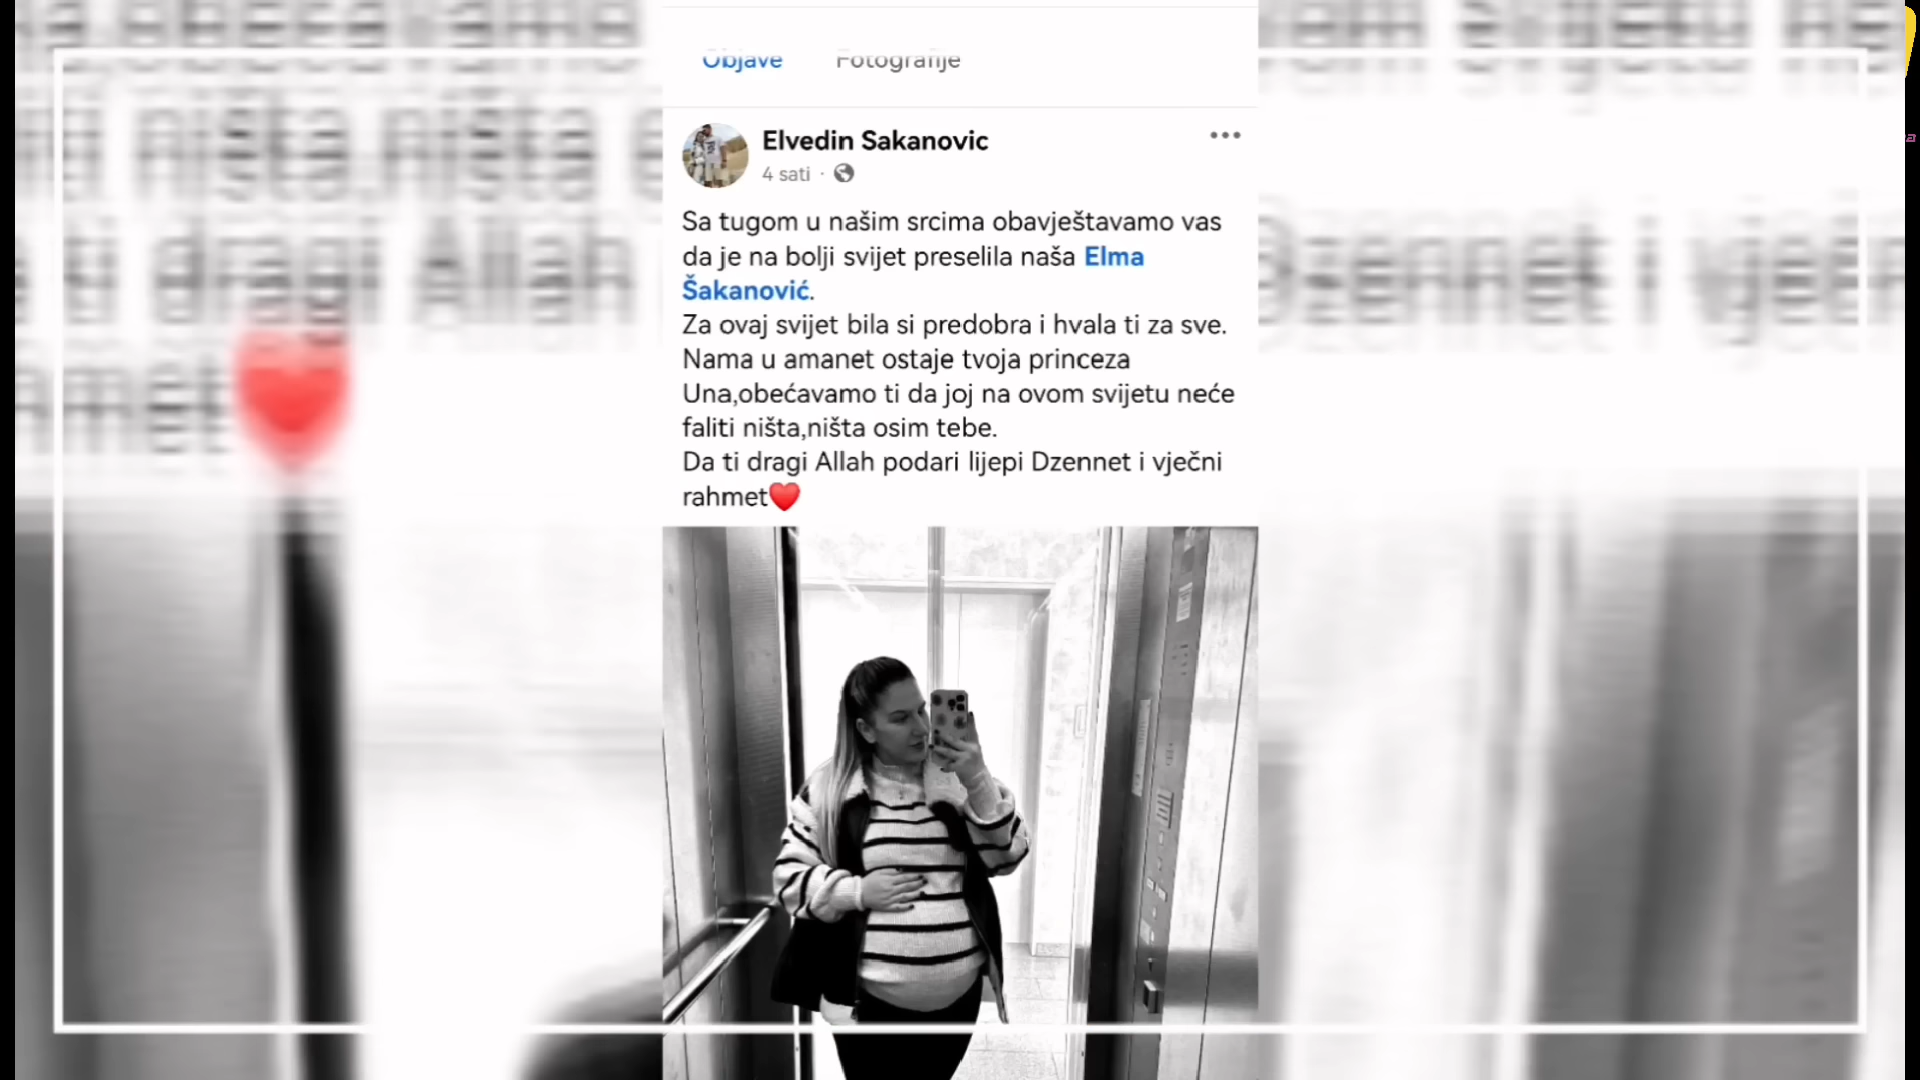 Objave Fotografije
Elvedin Sakanovic
4 sati
Sa tugom u našim srcima obavještavamo vas
da je na bolji svijet preselila naša Elma
Šakanović.
Za ovaj svijet bila si predobra i hvala ti za sve.
Nama u amanet ostaje tvoja princeza
Una,obećavamo ti da joj na ovom svijetu neće
faliti ništa,ništa osim tebe.
Da ti dragi Allah podari lijepi Dzennet i vječni
rahmet❤️